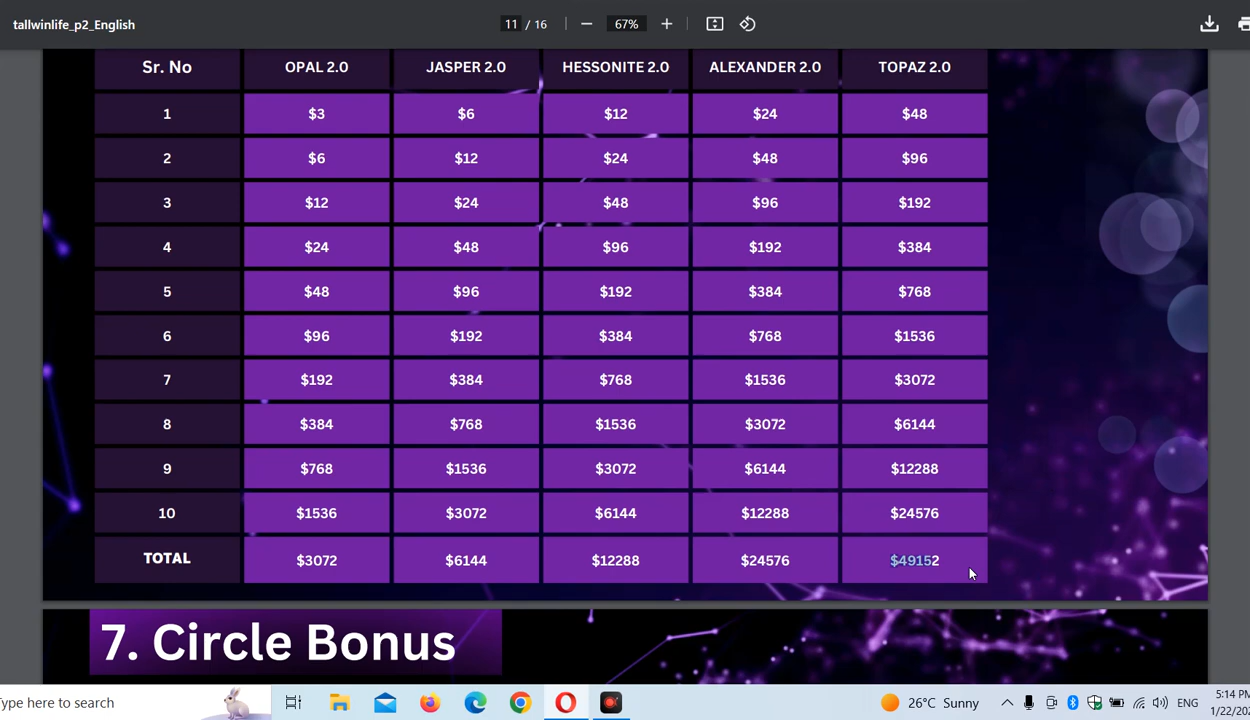 tallwinlife_p2_English
11 / 16
67%
Sr. No OPAL 2.0 JASPER 2.0 HESSONITE 2.0 ALEXANDER 2.0 TOPAZ 2.0
1 $3 $6 $12 $24 $48
2 $6 $12 $24 $48 $96
3 $12 $24 $48 $96 $192
4 $24 $48 $96 $192 $384
5 $48 $96 $192 $384 $768
6 $96 $192 $384 $768 $1536
7 $192 $384 $768 $1536 $3072
8 $384 $768 $1536 $3072 $6144
9 $768 $1536 $3072 $6144 $12288
10 $1536 $3072 $6144 $12288 $24576
TOTAL $3072 $6144 $12288 $24576 $49152
7. Circle Bonus
Type here to search
26°C Sunny
ENG
5:14 PM
1/22/20